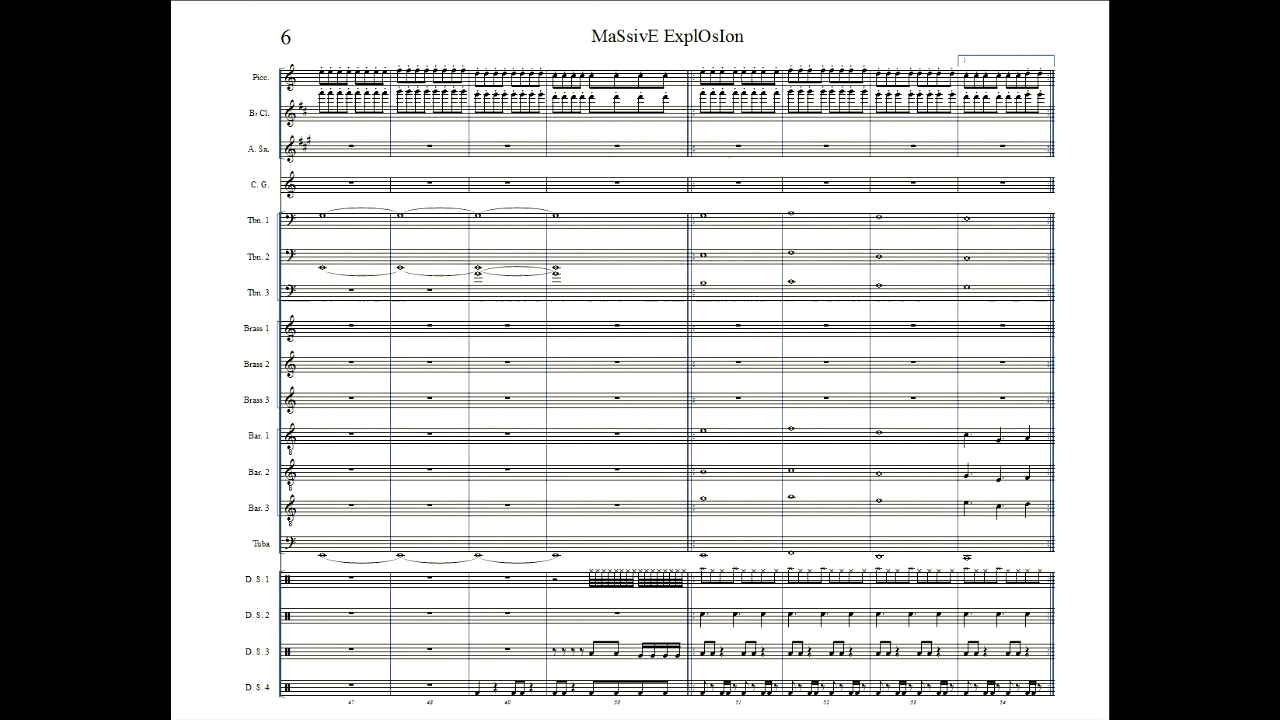 6
MaSsivE ExplOsIon
1.
Picc.
B♭ Cl.
A. Sx.
C. G.
Tbn. 1
Tbn. 2
Tbn. 3
Brass 1
Brass 2
Brass 3
Bar. 1
Bar. 2
Bar. 3
Tuba
D. S. 1
D. S. 2
D. S. 3
D. S. 4
47 48 49 50 51 52 53 54